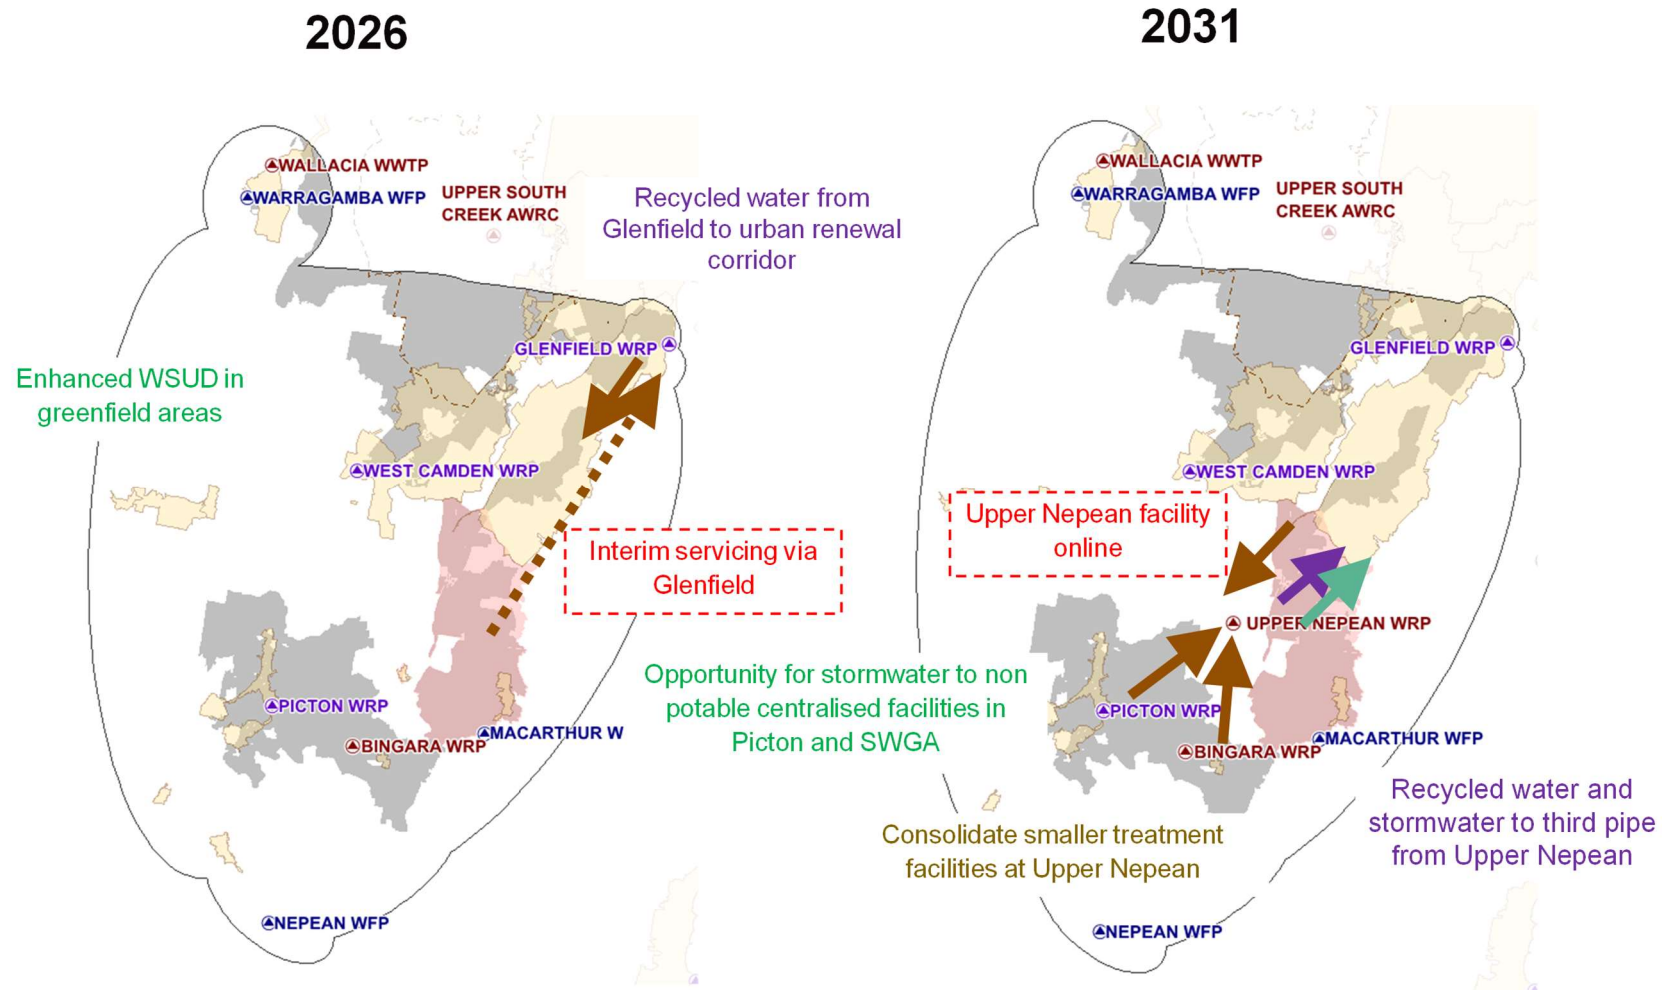 2026
WALLACIA WWTP
WARRAGAMBA WFP
UPPER SOUTH
CREEK AWRC
Recycled water from
Glenfield to urban renewal
corridor
GLENFIELD WRP
Enhanced WSUD in
greenfield areas
WEST CAMDEN WRP
Interim servicing via
Glenfield
PICTON WRP
BINGARA WRP
MACARTHUR W
NEPEAN WFP
Opportunity for stormwater to non
potable centralised facilities in
Picton and SWGA
2031
WALLACIA WWTP
WARRAGAMBA WFP
UPPER SOUTH
CREEK AWRC
GLENFIELD WRP
WEST CAMDEN WRP
Upper Nepean facility
online
UPPER NEPEAN WRP
PICTON WRP
BINGARA WRP
MACARTHUR WFP
Recycled water and
stormwater to third pipe
from Upper Nepean
Consolidate smaller treatment
facilities at Upper Nepean
NEPEAN WFP